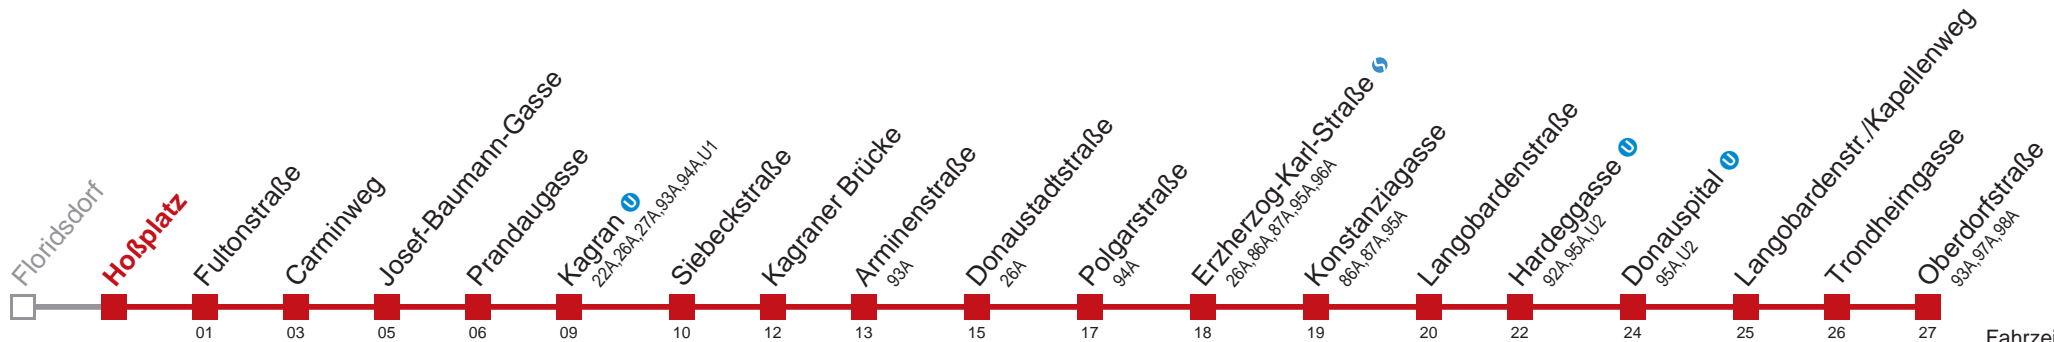 Floridsdorf
Hoßplatz
Fultonstraße
01
Carminweg
03
Josef-Baumann-Gasse
05
Prandaugasse
06
Kagran U
22A,26A,27A,93A,94A,U1
09
Siebeckstraße
10
Kagraner Brücke
12
Arminenstraße
93A
13
Donaustadtstraße
26A
15
Polgarstraße
94A
17
Erzherzog-Karl-Straße S
26A,86A,87A,95A,96A
18
Konstanziagasse
86A,87A,95A
19
Langobardenstraße
20
Hardeggasse U
92A,95A,U2
22
Donauspital U
95A,U2
24
Langobardenstr./Kapellenweg
25
Trondheimgasse
26
Oberdorfstraße
93A,97A,98A
27
Fahrzei